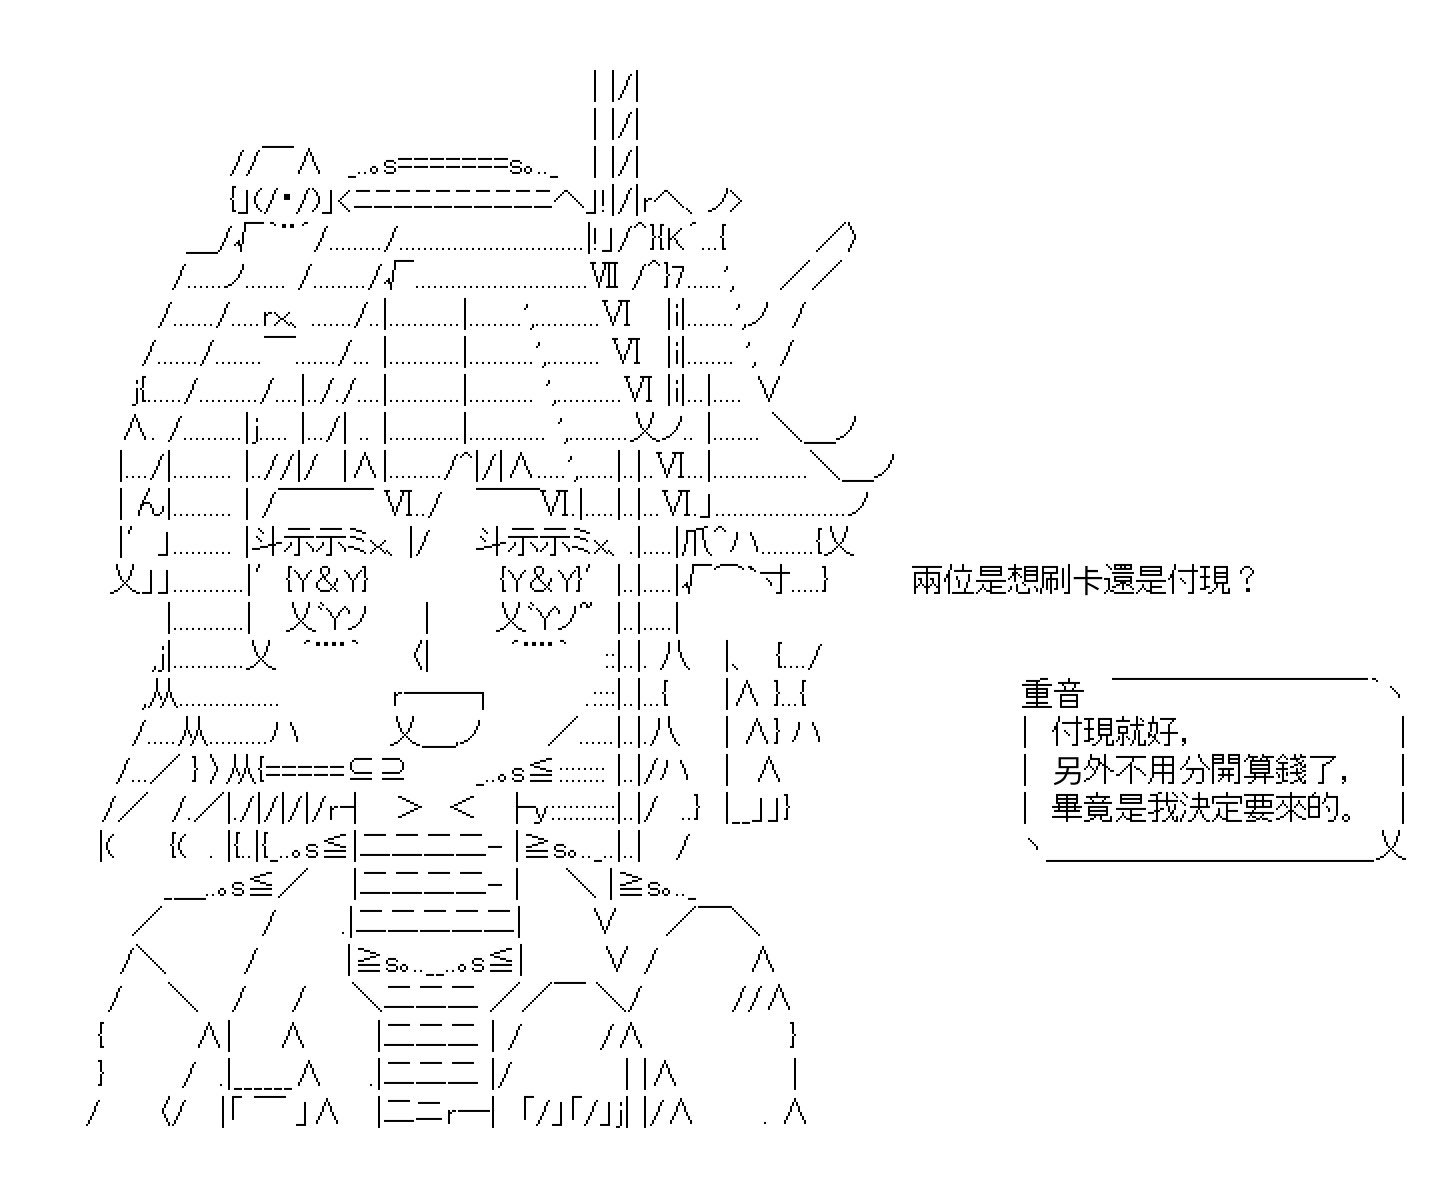 兩位是想刷卡還是付現？
重音
付現就好，
另外不用分開算錢了，
畢竟是我決定要來的。